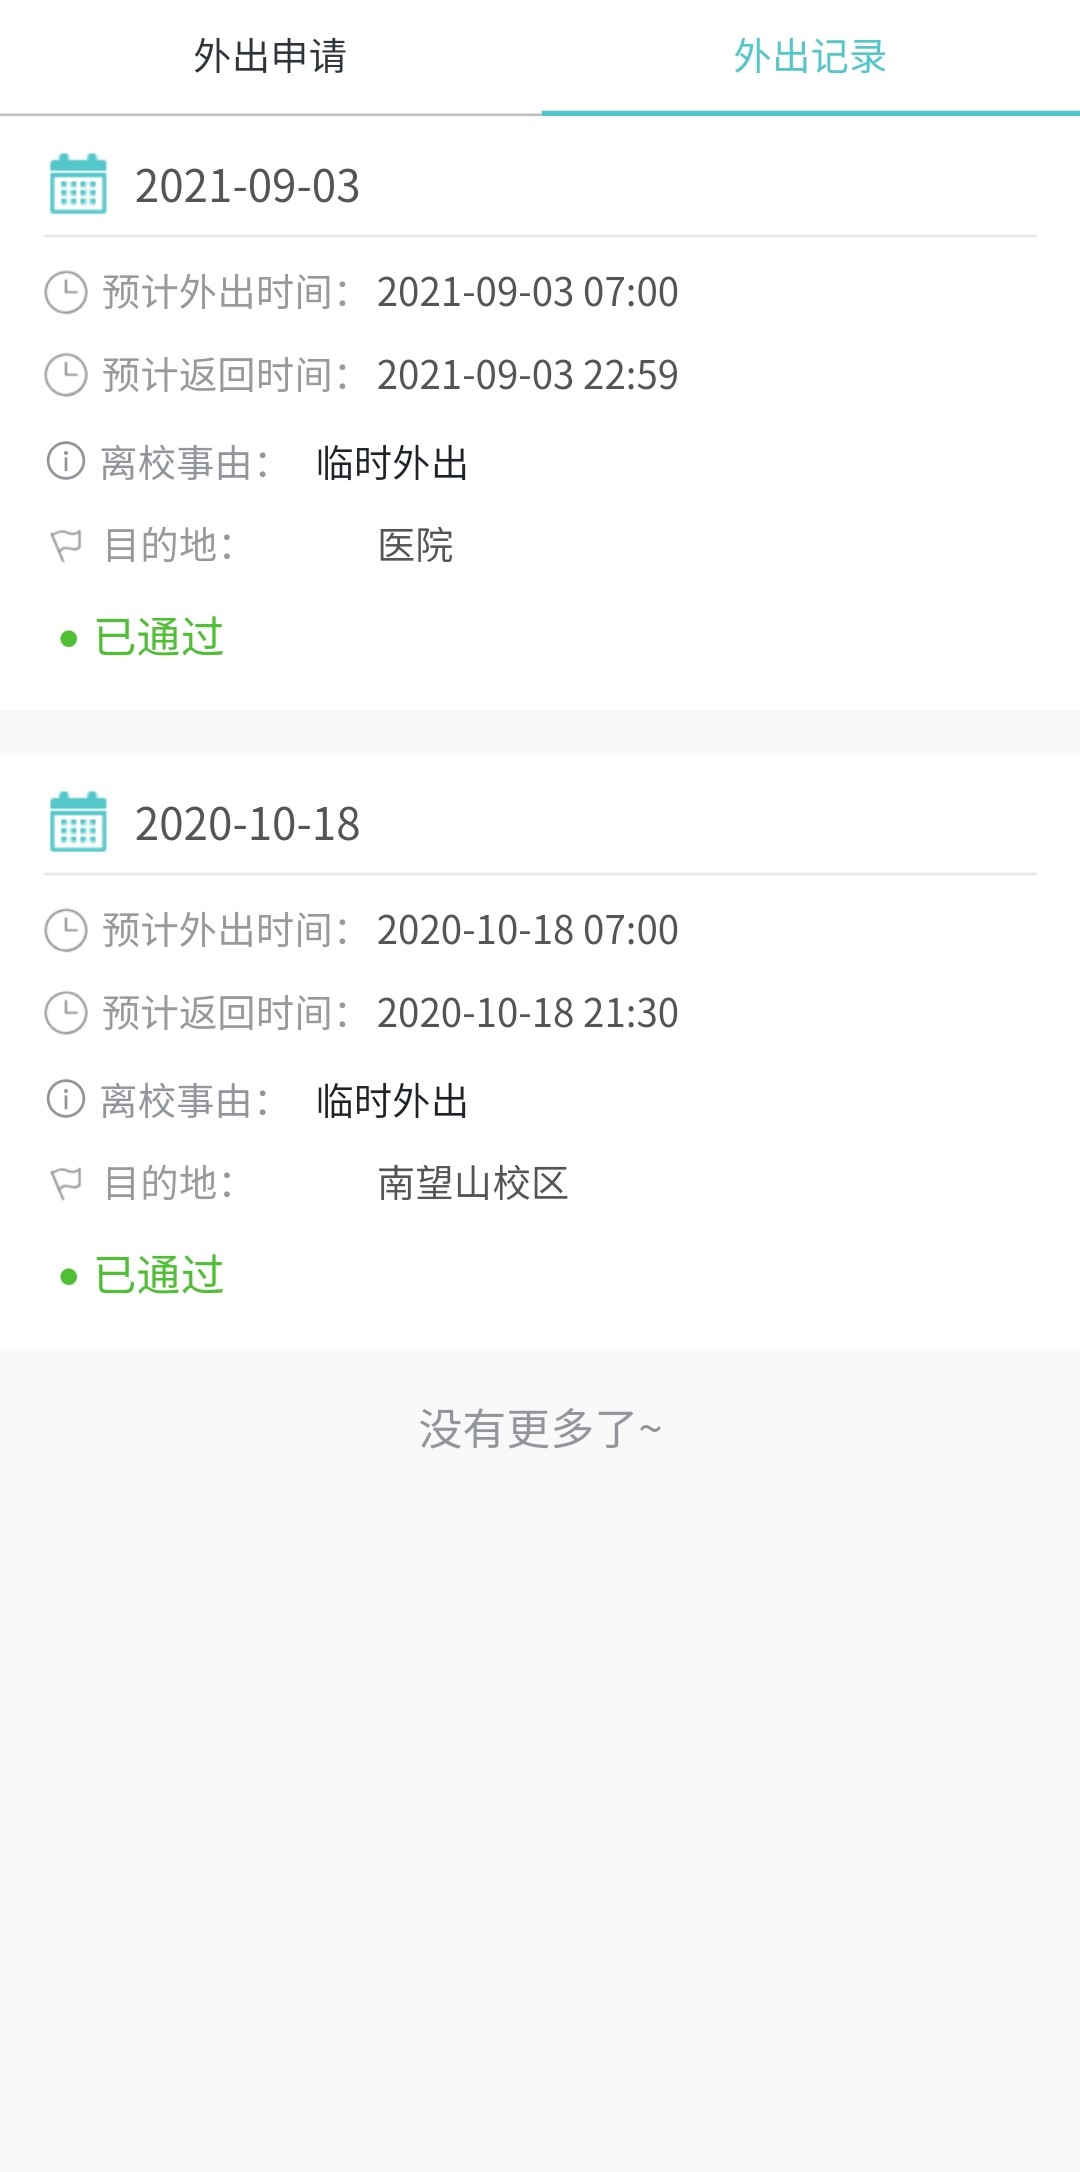 外出申请 外出记录
2021-09-03
预计外出时间： 2021-09-03 07:00
预计返回时间： 2021-09-03 22:59
离校事由： 临时外出
目的地： 医院
已通过
2020-10-18
预计外出时间： 2020-10-18 07:00
预计返回时间： 2020-10-18 21:30
离校事由： 临时外出
目的地： 南望山校区
已通过
没有更多了~